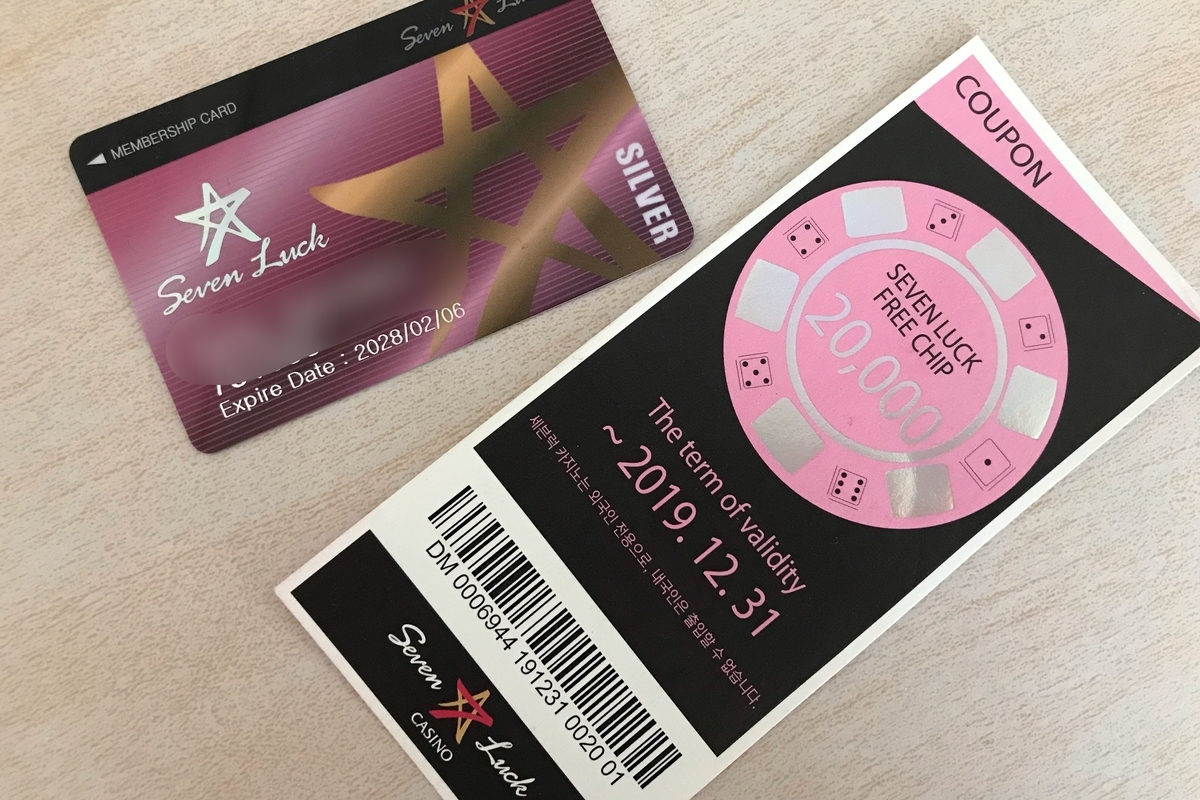 Seven Luck
MEMBERSHIP CARD
Seven Luck
SILVER
Expire Date : 2028/02/06
COUPON
SEVEN LUCK
FREE CHIP
20,000
The term of validity
~ 2019. 12. 31
세븐럭 카지노는 외국인 전용으로, 내국인은 출입할 수 없습니다.
DM 0006944 191231 0020 01
Seven Luck
CASINO